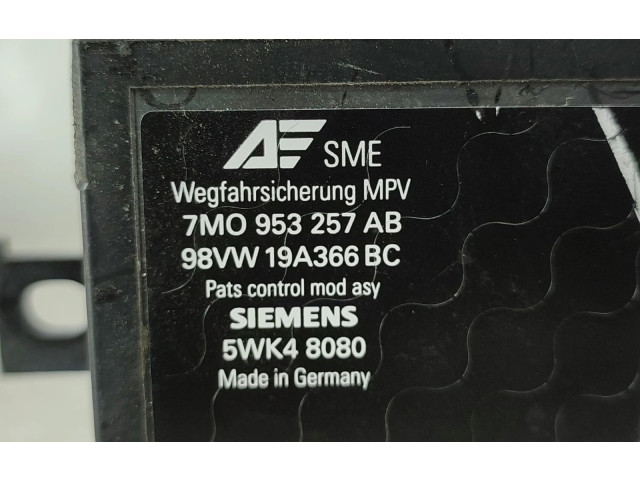 AE SME
Wegfahrsicherung MPV
7MO 953 257 AB
98VW 19A366 BC
Pats control mod asy
SIEMENS
5WK4 8080
Made in Germany